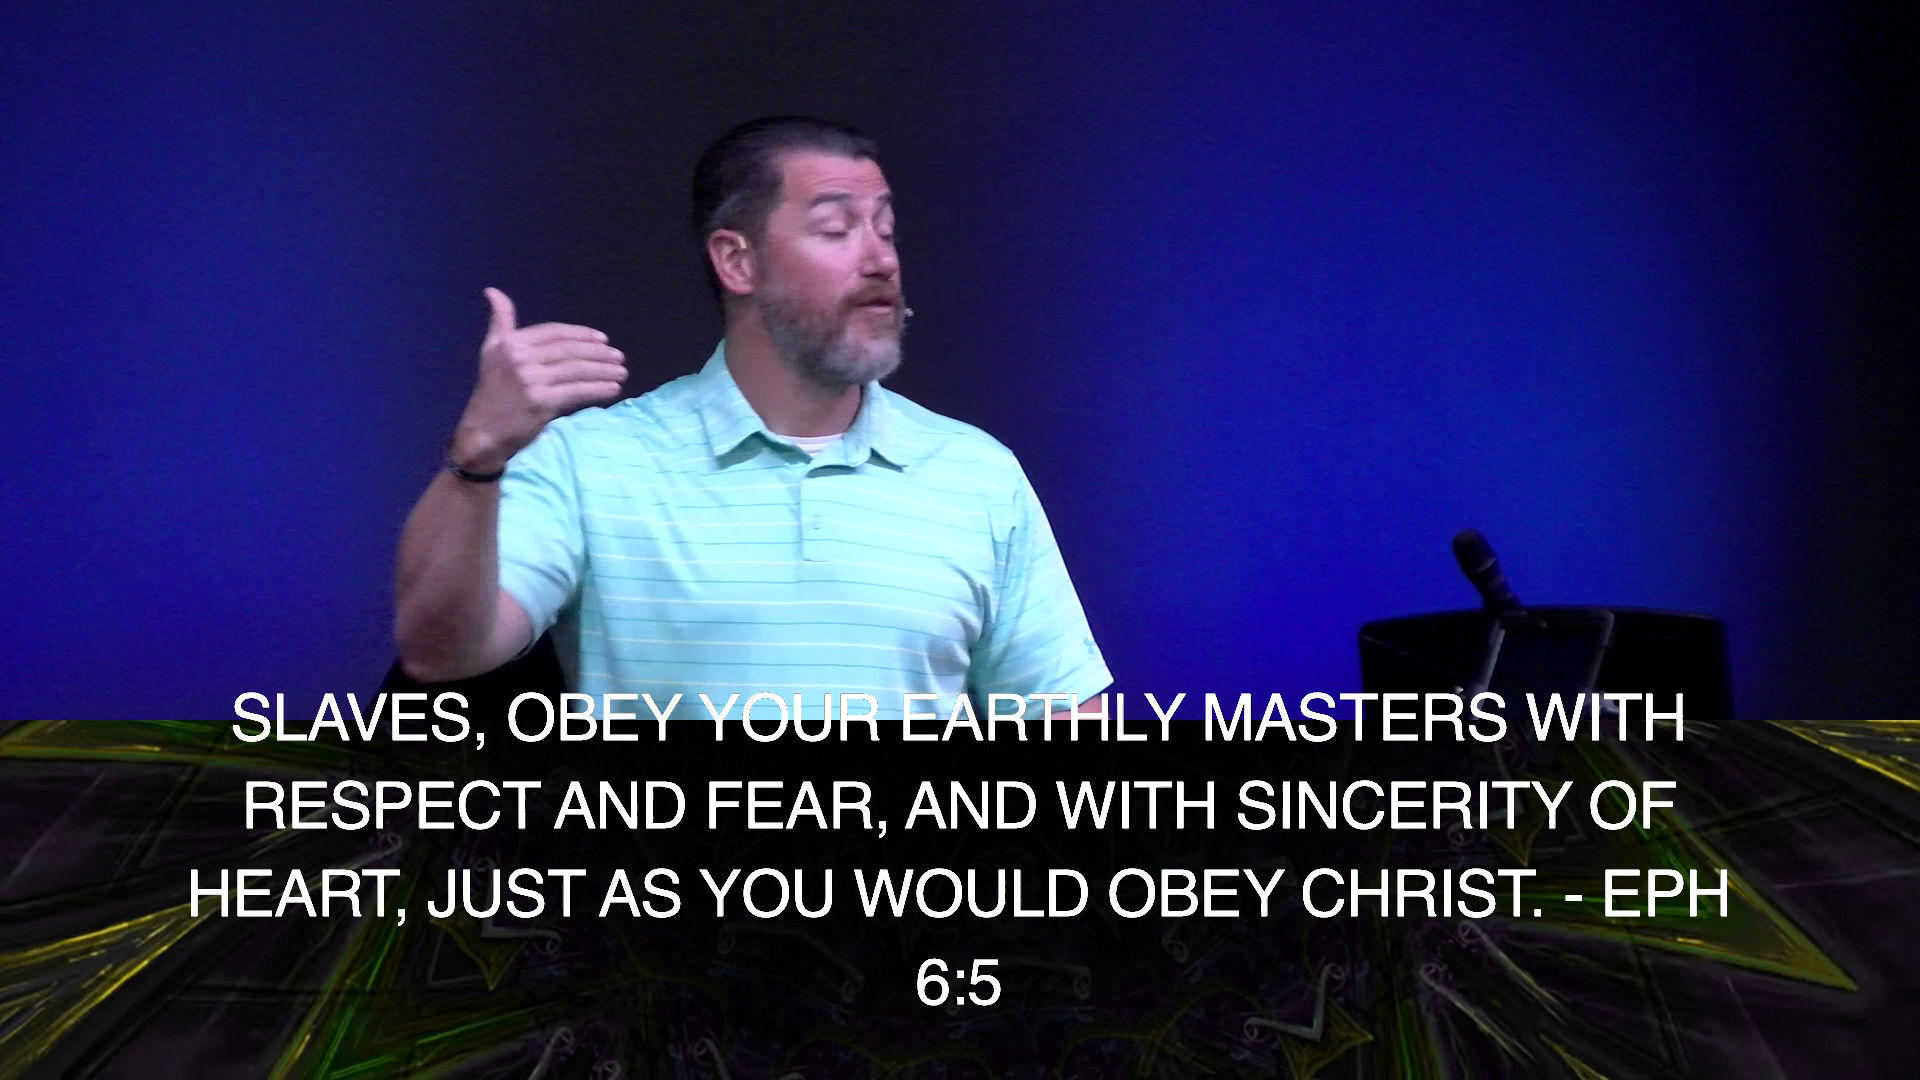 SLAVES, OBEY YOUR EARTHLY MASTERS WITH
RESPECT AND FEAR, AND WITH SINCERITY OF
HEART, JUST AS YOU WOULD OBEY CHRIST. - EPH
6:5